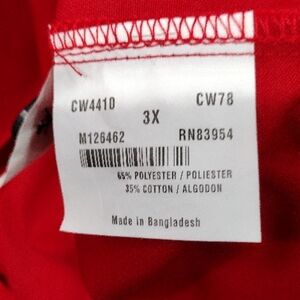 CW4410 CW78
3X
M126462 RN83954
65% POLYESTER / POLIESTER
35% COTTON / ALGODON
Made in Bangladesh